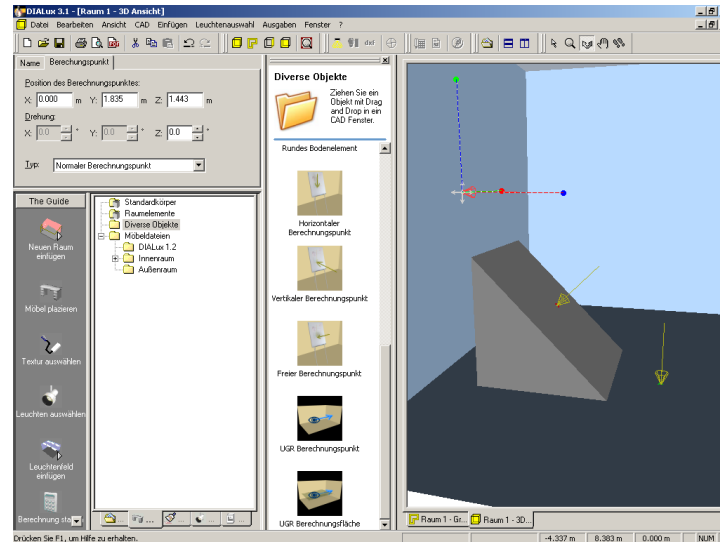 DIALux 3.1 - [Raum 1 - 3D Ansicht]
Datei Bearbeiten Ansicht CAD Einfügen Leuchtenauswahl Ausgaben Fenster ?
def
Name Berechungspunkt
Position des Berechnungspunktes:
X: 0.000 m Y: 1.835 m Z: 1.443 m
Drehung:
X: 0.0 ° Y: 0.0 ° Z: 0.0 °
Typ: Normaler Berechnungspunkt
The Guide
Neuen Raum
einfügen
Möbel plazieren
Textur auswählen
Leuchten auswählen
Leuchtenfeld
einfügen
Berechnung sta
Standardkörper
Raumelemente
Diverse Objekte
Möbeldateien
DIALux 1.2
Innenraum
Außenraum
Diverse Objekte
Ziehen Sie ein
Objekt mit Drag
and Drop in ein
CAD Fenster.
Rundes Bodenelement
Horizontaler
Berechnungspunkt
Vertikaler Berechnungspunkt
Freier Berechnungspunkt
UGR Berechnungspunkt
UGR Berechnungsfläche
Raum 1 - Gr...
Raum 1 - 3D...
Drücken Sie F1, um Hilfe zu erhalten.
-4.337 m 8.383 m 0.000 m NUM